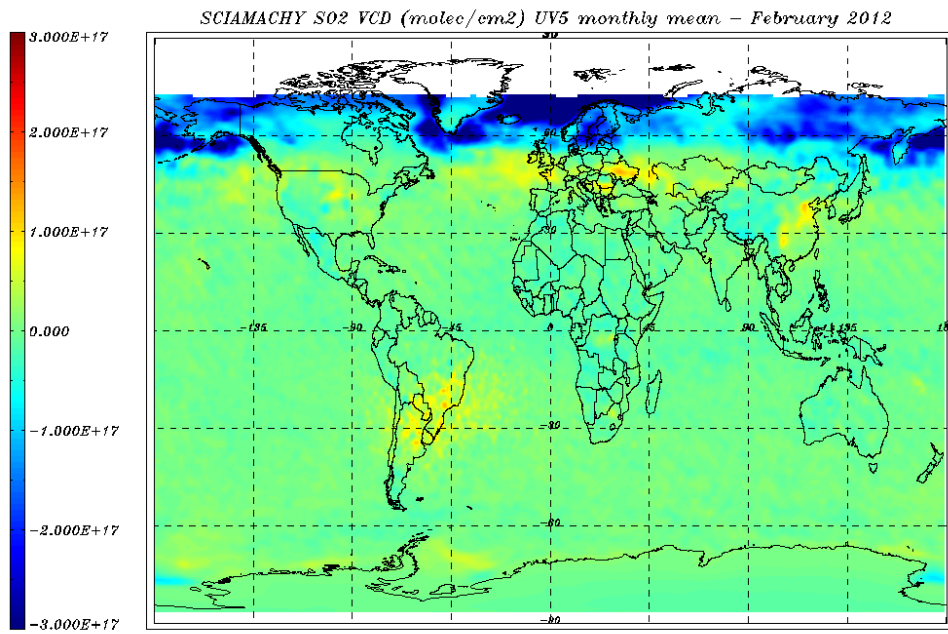 SCIAMACHY SO2 VCD (molec/cm2) UV5 monthly mean – February 2012
3.000E+17
2.000E+17
1.000E+17
0.000
-1.000E+17
-2.000E+17
-3.000E+17
90
60
30
-135 -90 -45 0 45 90 135 18
-30
-60
-90